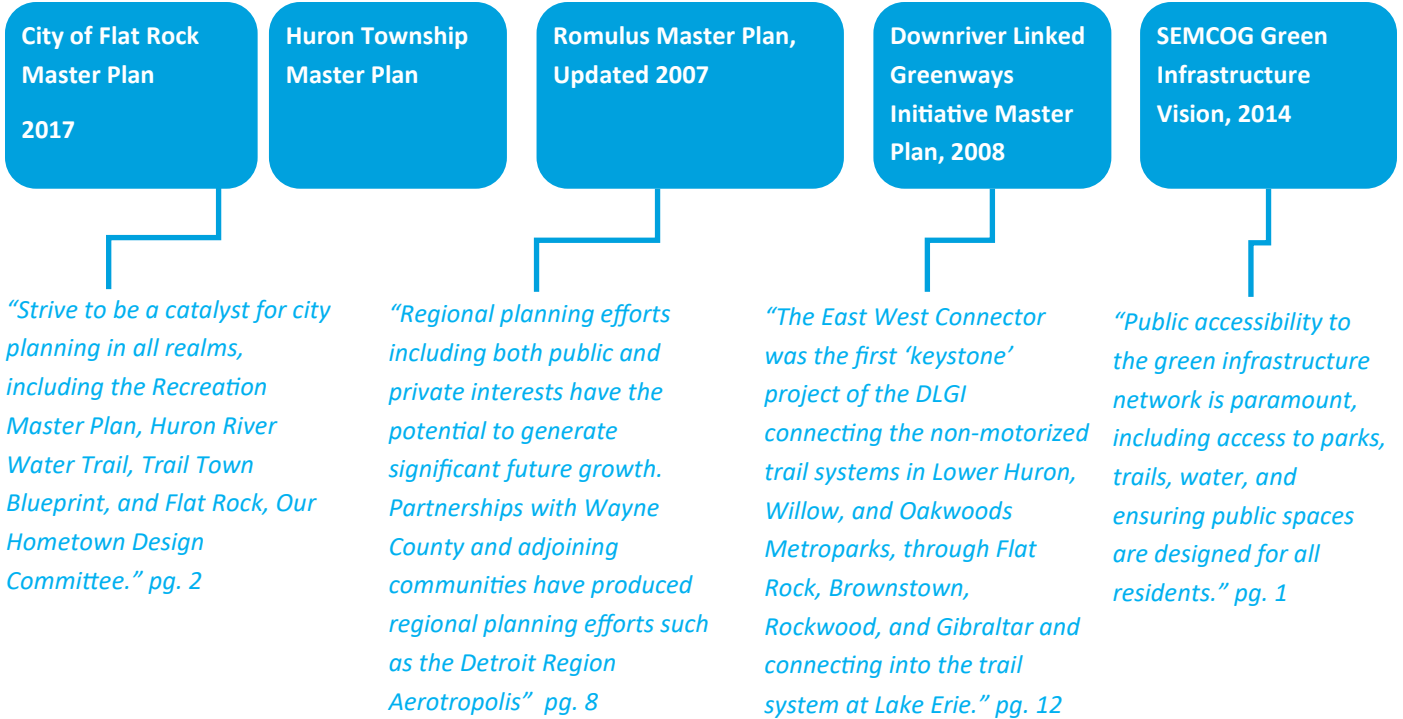 City of Flat Rock
Master Plan
2017
Huron Township
Master Plan
Romulus Master Plan,
Updated 2007
Downriver Linked
Greenways
Initiative Master
Plan, 2008
SEMCOG Green
Infrastructure
Vision, 2014
“Strive to be a catalyst for city
planning in all realms,
including the Recreation
Master Plan, Huron River
Water Trail, Trail Town
Blueprint, and Flat Rock, Our
Hometown Design
Committee.” pg. 2
“Regional planning efforts
including both public and
private interests have the
potential to generate
significant future growth.
Partnerships with Wayne
County and adjoining
communities have produced
regional planning efforts such
as the Detroit Region
Aerotropolis” pg. 8
“The East West Connector
was the first ‘keystone’
project of the DLGI
connecting the non-motorized
trail systems in Lower Huron,
Willow, and Oakwoods
Metroparks, through Flat
Rock, Brownstown,
Rockwood, and Gibraltar and
connecting into the trail
system at Lake Erie.” pg. 12
“Public accessibility to
the green infrastructure
network is paramount,
including access to parks,
trails, water, and
ensuring public spaces
are designed for all
residents.” pg. 1